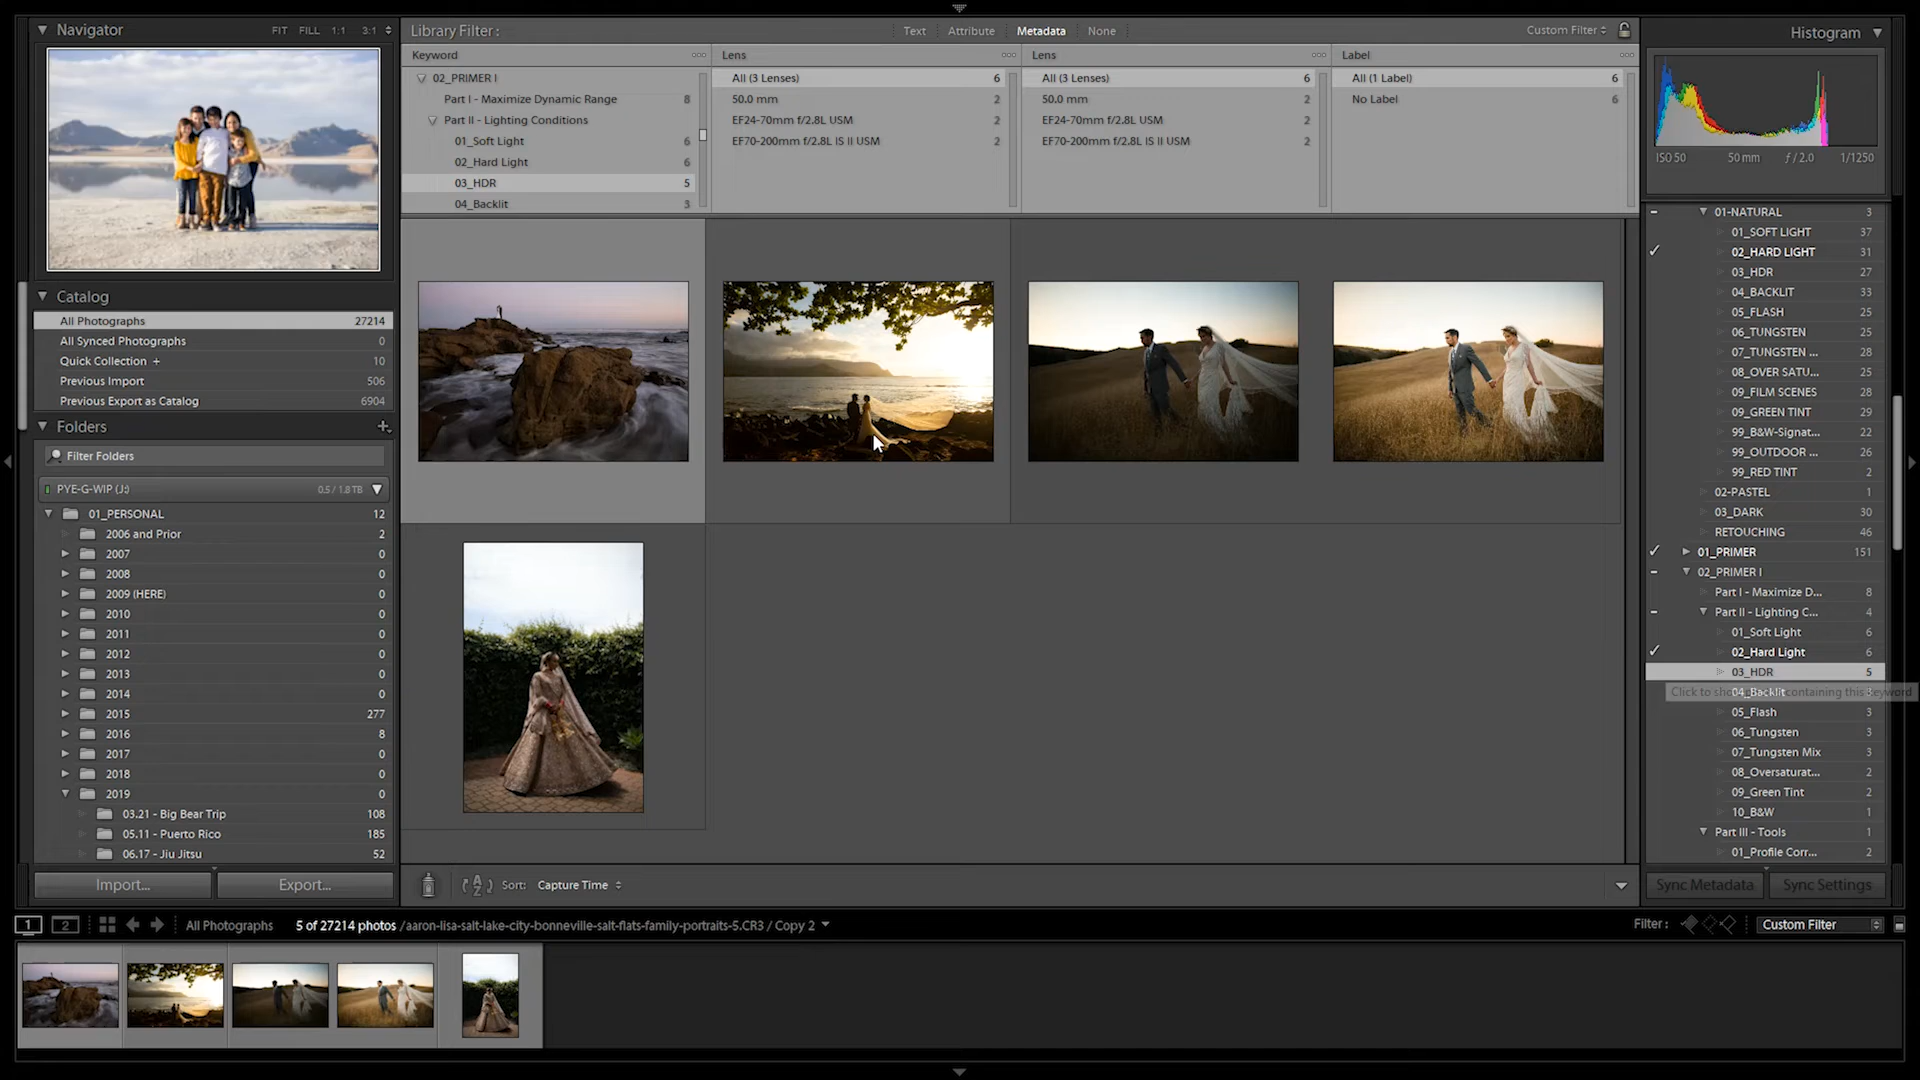 Navigator
FIT FILL 1:1 3:1
Library Filter :
Text Attribute Metadata None
Custom Filter
Histogram
Keyword
02_PRIMER I
Part I - Maximize Dynamic Range 8
Part II - Lighting Conditions
01_Soft Light 6
02_Hard Light 6
03_HDR 5
04_Backlit 3
Lens
All (3 Lenses) 6
50.0 mm 2
EF24-70mm f/2.8L USM 2
EF70-200mm f/2.8L IS II USM 2
Lens
All (3 Lenses) 6
50.0 mm 2
EF24-70mm f/2.8L USM 2
EF70-200mm f/2.8L IS II USM 2
Label
All (1 Label) 6
No Label 6
ISO 50 50 mm ƒ / 2.0 1/1250
Catalog
All Photographs 27214
All Synced Photographs 0
Quick Collection + 10
Previous Import 506
Previous Export as Catalog 6904
Folders
Filter Folders
PYE-G-WIP (J:) 0.5 / 1.8 TB
01_PERSONAL 12
2006 and Prior 2
2007 0
2008 0
2009 (HERE) 0
2010 0
2011 0
2012 0
2013 0
2014 0
2015 277
2016 8
2017 0
2018 0
2019 0
03.21 - Big Bear Trip 108
05.11 - Puerto Rico 185
06.17 - Jiu Jitsu 52
Import... Export...
01-NATURAL 3
01_SOFT LIGHT 37
02_HARD LIGHT 31
03_HDR 27
04_BACKLIT 33
05_FLASH 25
06_TUNGSTEN 25
07_TUNGSTEN ... 28
08_OVER SATU... 25
09_FILM SCENES 28
09_GREEN TINT 29
99_B&W-Signat... 22
99_OUTDOOR ... 26
99_RED TINT 28
02-PASTEL 1
03_DARK 30
RETOUCHING 46
01_PRIMER 151
02_PRIMER I
Part I - Maximize D... 8
Part II - Lighting C... 4
01_Soft Light 6
02_Hard Light 6
03_HDR 5
04_Backlit
Click to sho containing this keyword
05_Flash 3
06_Tungsten 3
07_Tungsten Mix 3
08_Oversaturat... 2
09_Green Tint 2
10_B&W 1
Part III - Tools 1
01_Profile Corr... 2
Sync Metadata Sync Settings
Sort: Capture Time
1 2 All Photographs 5 of 27214 photos /aaron-lisa-salt-lake-city-bonneville-salt-flats-family-portraits-5.CR3 / Copy 2
Filter : Custom Filter